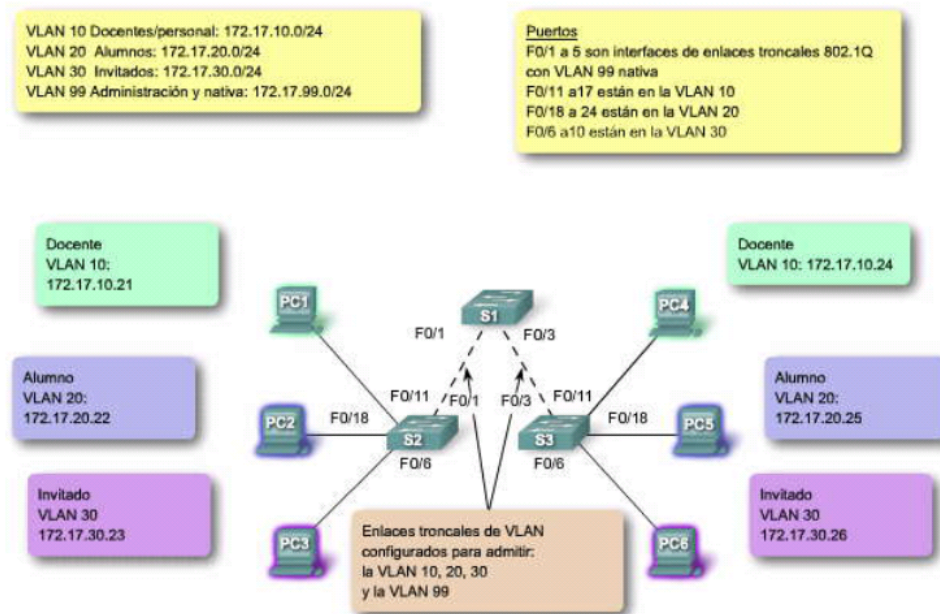 VLAN 10 Docentes/personal: 172.17.10.0/24
VLAN 20 Alumnos: 172.17.20.0/24
VLAN 30 Invitados: 172.17.30.0/24
VLAN 99 Administración y nativa: 172.17.99.0/24
Puertos
F0/1 a 5 son interfaces de enlaces troncales 802.1Q
con VLAN 99 nativa
F0/11 a17 están en la VLAN 10
F0/18 a 24 están en la VLAN 20
F0/6 a10 están en la VLAN 30
Docente
VLAN 10:
172.17.10.21
Docente
VLAN 10: 172.17.10.24
PC1
S1
PC4
F0/1
F0/3
Alumno
VLAN 20:
172.17.20.22
F0/11
F0/1
F0/3
F0/11
Alumno
VLAN 20:
172.17.20.25
PC2
F0/18
S2
S3
F0/18
PC5
F0/6
F0/6
Invitado
VLAN 30
172.17.30.23
Invitado
VLAN 30
172.17.30.26
PC3
Enlaces troncales de VLAN
configurados para admitir:
la VLAN 10, 20, 30
y la VLAN 99
PC6